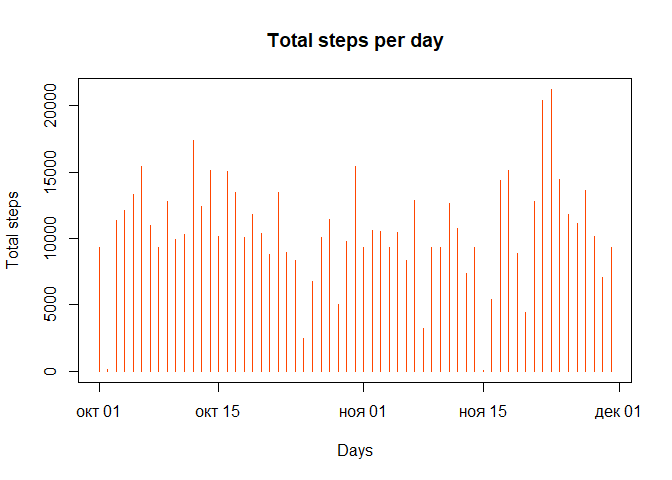 Total steps per day
Total steps
20000
15000
10000
5000
0
окт 01
окт 15
ноя 01
ноя 15
дек 01
Days